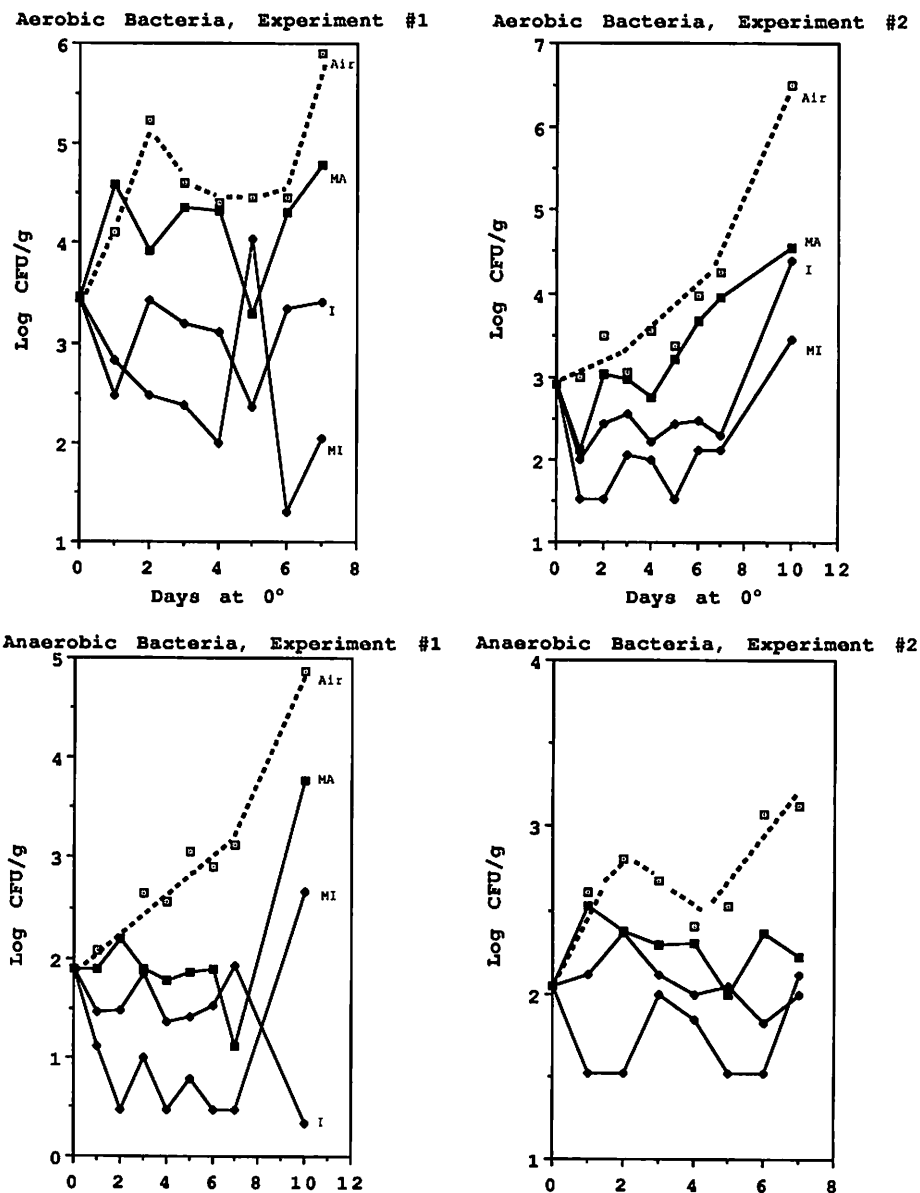 Aerobic Bacteria, Experiment #1
6
5
4
3
2
1
Log CFU/g
Air
MA
I
MI
0 2 4 6 8
Days at 0°
Aerobic Bacteria, Experiment #2
7
6
5
4
3
2
1
Log CFU/g
Air
MA
I
MI
0 2 4 6 8 10 12
Days at 0°
Anaerobic Bacteria, Experiment #1
5
4
3
2
1
0
Log CFU/g
Air
MA
MI
I
0 2 4 6 8 10 12
Anaerobic Bacteria, Experiment #2
4
3
2
1
Log CFU/g
0 2 4 6 8